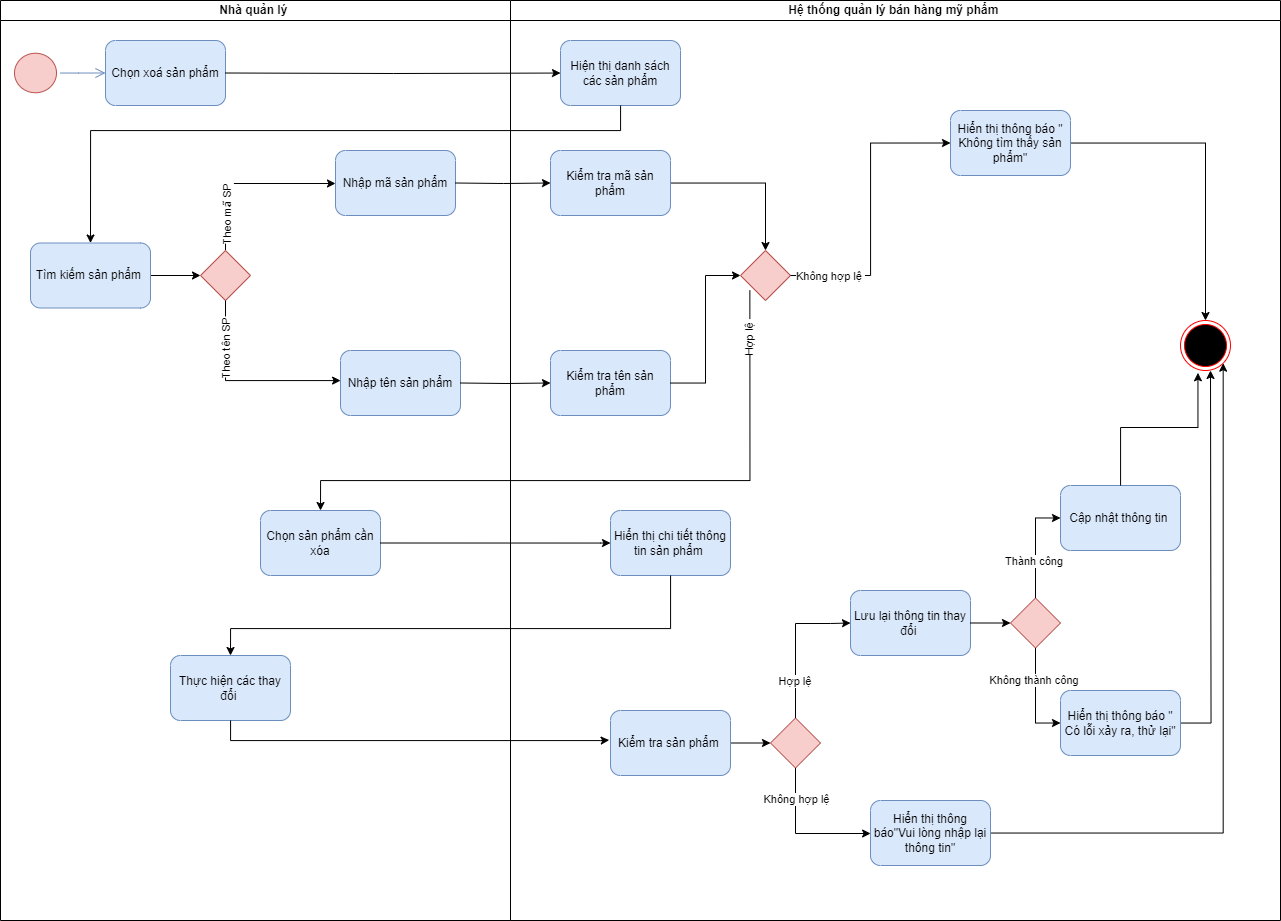 Nhà quản lý
Hệ thống quản lý bán hàng mỹ phẩm
Chọn xoá sản phẩm
Hiện thị danh sách
các sản phẩm
Hiển thị thông báo "
Không tìm thấy sản
phẩm"
Theo mã SP
Nhập mã sản phẩm
Kiểm tra mã sản
phẩm
Tìm kiếm sản phẩm
Không hợp lệ
Theo tên SP
Hợp lệ
Nhập tên sản phẩm
Kiểm tra tên sản
phẩm
Chọn sản phẩm cần
xóa
Hiển thị chi tiết thông
tin sản phẩm
Cập nhật thông tin
Thành công
Lưu lại thông tin thay
đổi
Thực hiện các thay
đổi
Hợp lệ
Không thành công
Hiển thị thông báo "
Có lỗi xảy ra, thử lại"
Kiểm tra sản phẩm
Không hợp lệ
Hiển thị thông
báo"Vui lòng nhập lại
thông tin"